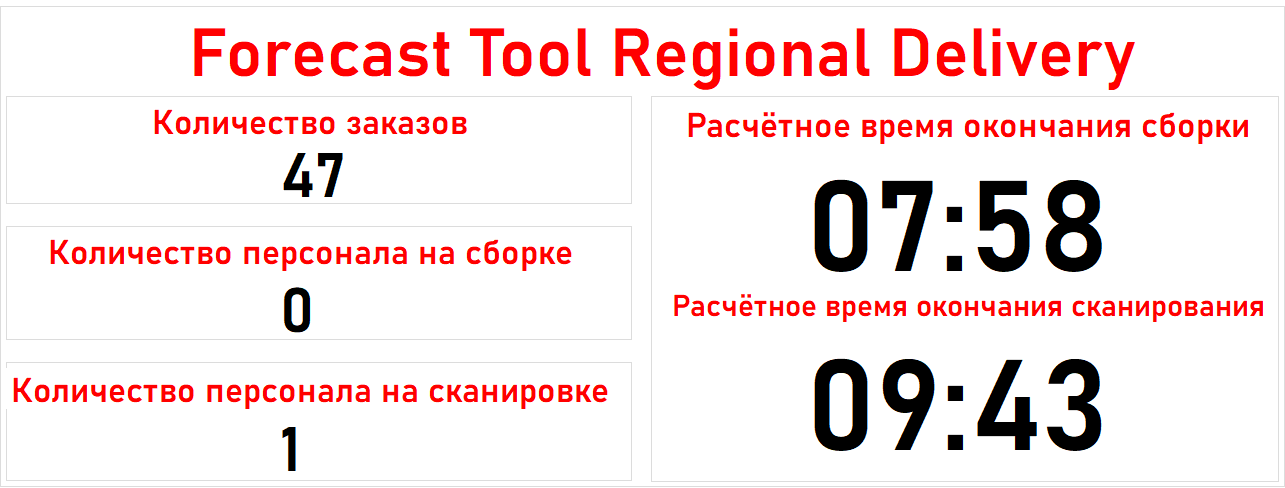 Forecast Tool Regional Delivery
Количество заказов
47
Количество персонала на сборке
0
Количество персонала на сканировке
1
Расчётное время окончания сборки
07:58
Расчётное время окончания сканирования
09:43